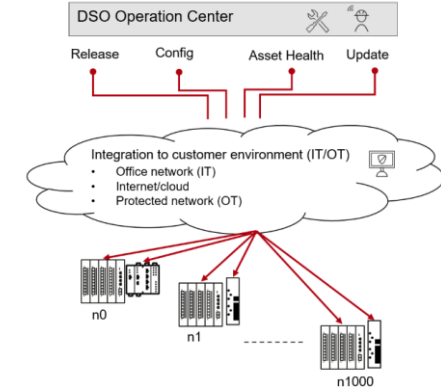 DSO Operation Center
Release Config Asset Health Update
Integration to customer environment (IT/OT)
• Office network (IT)
• Internet/cloud
• Protected network (OT)
n0
n1
n1000